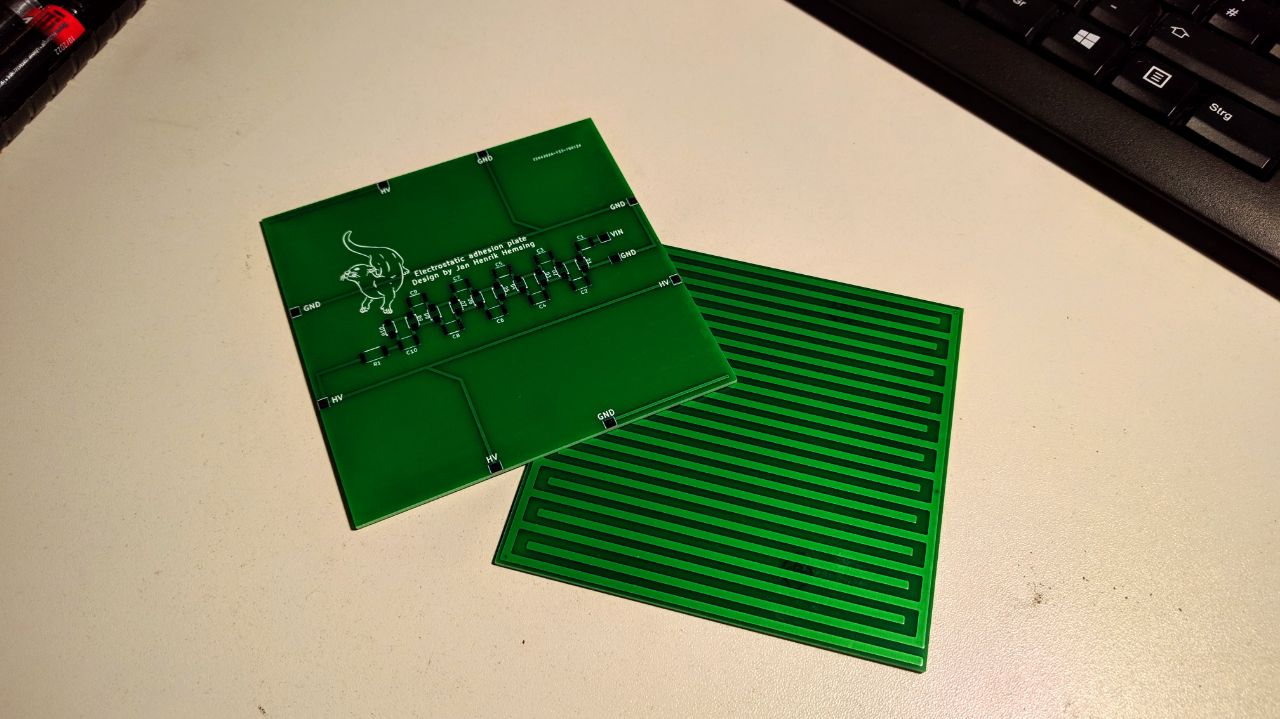 HV
GND
GND
Electrostatic adhesion plate
Design by Jan Henrik Hemsing
C1
VIN
C3
GND
C5
C7
HV
C9
GND
C2
C4
C6
C8
C10
R1
HV
GND
HV
#
Strg